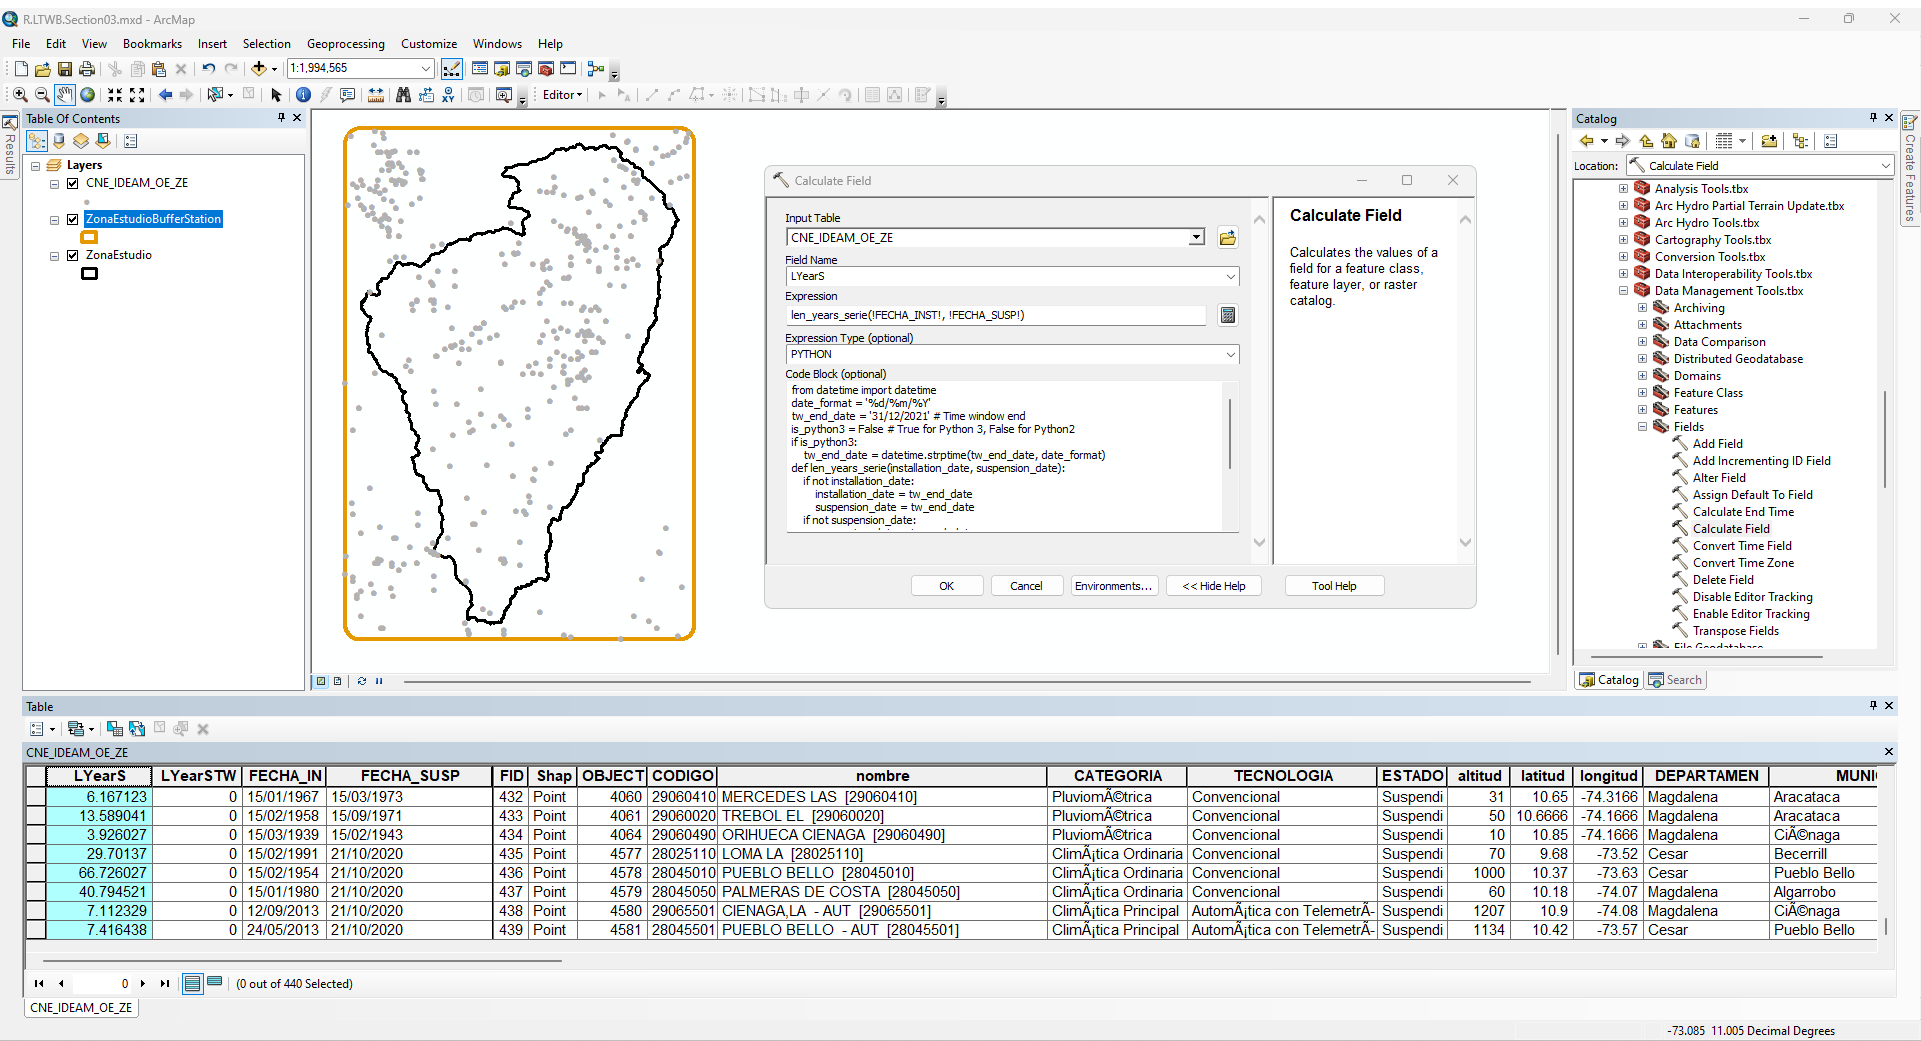 R.LTWB.Section03.mxd - ArcMap
File Edit View Bookmarks Insert Selection Geoprocessing Customize Windows Help
1:1,994,565
Editor
Results
Table Of Contents
Layers
CNE_IDEAM_OE_ZE
ZonaEstudioBufferStation
ZonaEstudio
Calculate Field
Input Table
CNE_IDEAM_OE_ZE
Field Name
LYearS
Expression
len_years_serie(!FECHA_INST!, !FECHA_SUSP!)
Expression Type (optional)
PYTHON
Code Block (optional)
from datetime import datetime
date_format = '%d/%m/%Y'
tw_end_date = '31/12/2021' # Time window end
is_python3 = False # True for Python 3, False for Python2
if is_python3:
tw_end_date = datetime.strptime(tw_end_date, date_format)
def len_years_serie(installation_date, suspension_date):
if not installation_date:
installation_date = tw_end_date
suspension_date = tw_end_date
if not suspension_date:
OK Cancel Environments... << Hide Help Tool Help
Calculate Field
Calculates the values of a
field for a feature class,
feature layer, or raster
catalog.
Catalog
Location: Calculate Field
Analysis Tools.tbx
Arc Hydro Partial Terrain Update.tbx
Arc Hydro Tools.tbx
Cartography Tools.tbx
Conversion Tools.tbx
Data Interoperability Tools.tbx
Data Management Tools.tbx
Archiving
Attachments
Data Comparison
Distributed Geodatabase
Domains
Feature Class
Features
Fields
Add Field
Add Incrementing ID Field
Alter Field
Assign Default To Field
Calculate End Time
Calculate Field
Convert Time Field
Convert Time Zone
Delete Field
Disable Editor Tracking
Enable Editor Tracking
Transpose Fields
File Geodatabase
Catalog Search
Create Features
Table
CNE_IDEAM_OE_ZE
LYearS LYearSTW FECHA_IN FECHA_SUSP FID Shap OBJECT CODIGO nombre CATEGORIA TECNOLOGIA ESTADO altitud latitud longitud DEPARTAMEN MUNI
6.167123 0 15/01/1967 15/03/1973 432 Point 4060 29060410 MERCEDES LAS [29060410] PluviomÃ©trica Convencional Suspendi 31 10.65 -74.3166 Magdalena Aracataca
13.589041 0 15/02/1958 15/09/1971 433 Point 4061 29060020 TREBOL EL [29060020] PluviomÃ©trica Convencional Suspendi 50 10.6666 -74.1666 Magdalena Aracataca
3.926027 0 15/03/1939 15/02/1943 434 Point 4064 29060490 ORIHUECA CIENAGA [29060490] PluviomÃ©trica Convencional Suspendi 10 10.85 -74.1666 Magdalena CiÃ©naga
29.70137 0 15/02/1991 21/10/2020 435 Point 4577 28025110 LOMA LA [28025110] ClimÃ¡tica Ordinaria Convencional Suspendi 70 9.68 -73.52 Cesar Becerrill
66.726027 0 15/02/1954 21/10/2020 436 Point 4578 28045010 PUEBLO BELLO [28045010] ClimÃ¡tica Ordinaria Convencional Suspendi 1000 10.37 -73.63 Cesar Pueblo Bello
40.794521 0 15/01/1980 21/10/2020 437 Point 4579 28045050 PALMERAS DE COSTA [28045050] ClimÃ¡tica Ordinaria Convencional Suspendi 60 10.18 -74.07 Magdalena Algarrobo
7.112329 0 12/09/2013 21/10/2020 438 Point 4580 29065501 CIENAGA,LA - AUT [29065501] ClimÃ¡tica Principal AutomÃ¡tica con TelemetrÃ- Suspendi 1207 10.9 -74.08 Magdalena CiÃ©naga
7.416438 0 24/05/2013 21/10/2020 439 Point 4581 28045501 PUEBLO BELLO - AUT [28045501] ClimÃ¡tica Principal AutomÃ¡tica con TelemetrÃ- Suspendi 1134 10.42 -73.57 Cesar Pueblo Bello
0 (0 out of 440 Selected)
CNE_IDEAM_OE_ZE
-73.085 11.005 Decimal Degrees